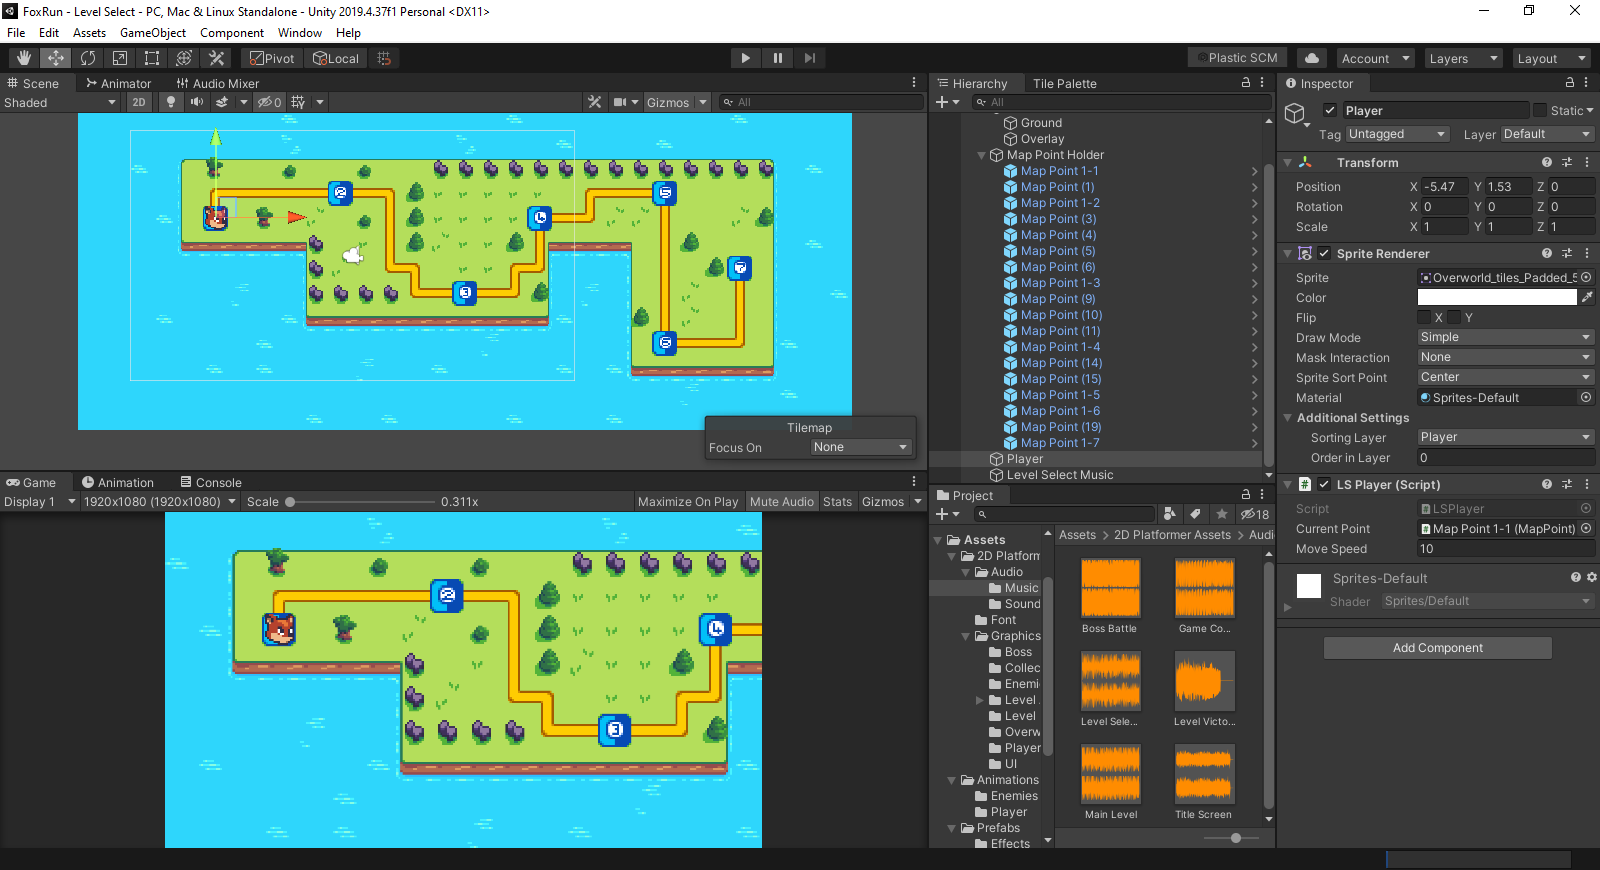 FoxRun - Level Select - PC, Mac & Linux Standalone - Unity 2019.4.37f1 Personal <DX11>
File Edit Assets GameObject Component Window Help
Pivot Local Plastic SCM Account Layers Layout
Scene Animator Audio Mixer
Shaded 2D 0 Gizmos All
2
5
4
7
3
6
Tilemap
Focus On None
Game Animation Console
Display 1 1920x1080 (1920x1080) Scale 0.311x Maximize On Play Mute Audio Stats Gizmos
2
4
3
Hierarchy Tile Palette
All
Ground
Overlay
Map Point Holder
Map Point 1-1
Map Point (1)
Map Point 1-2
Map Point (3)
Map Point (4)
Map Point (5)
Map Point (6)
Map Point 1-3
Map Point (9)
Map Point (10)
Map Point (11)
Map Point 1-4
Map Point (14)
Map Point (15)
Map Point 1-5
Map Point 1-6
Map Point (19)
Map Point 1-7
Player
Level Select Music
Project
18
Assets
2D Platform
Audio
Music
Sound
Font
Graphics
Boss
Collec
Enemi
Level
Level
Overw
Player
UI
Animations
Enemies
Player
Prefabs
Effects
Assets > 2D Platformer Assets > Audi
Boss Battle
Game Co...
Level Sele...
Level Victo...
Main Level
Title Screen
Inspector
Player Static
Tag Untagged Layer Default
Transform
Position X -5.47 Y 1.53 Z 0
Rotation X 0 Y 0 Z 0
Scale X 1 Y 1 Z 1
Sprite Renderer
Sprite Overworld_tiles_Padded_5
Color
Flip X Y
Draw Mode Simple
Mask Interaction None
Sprite Sort Point Center
Material Sprites-Default
Additional Settings
Sorting Layer Player
Order in Layer 0
LS Player (Script)
Script LSPlayer
Current Point Map Point 1-1 (MapPoint)
Move Speed 10
Sprites-Default
Shader Sprites/Default
Add Component